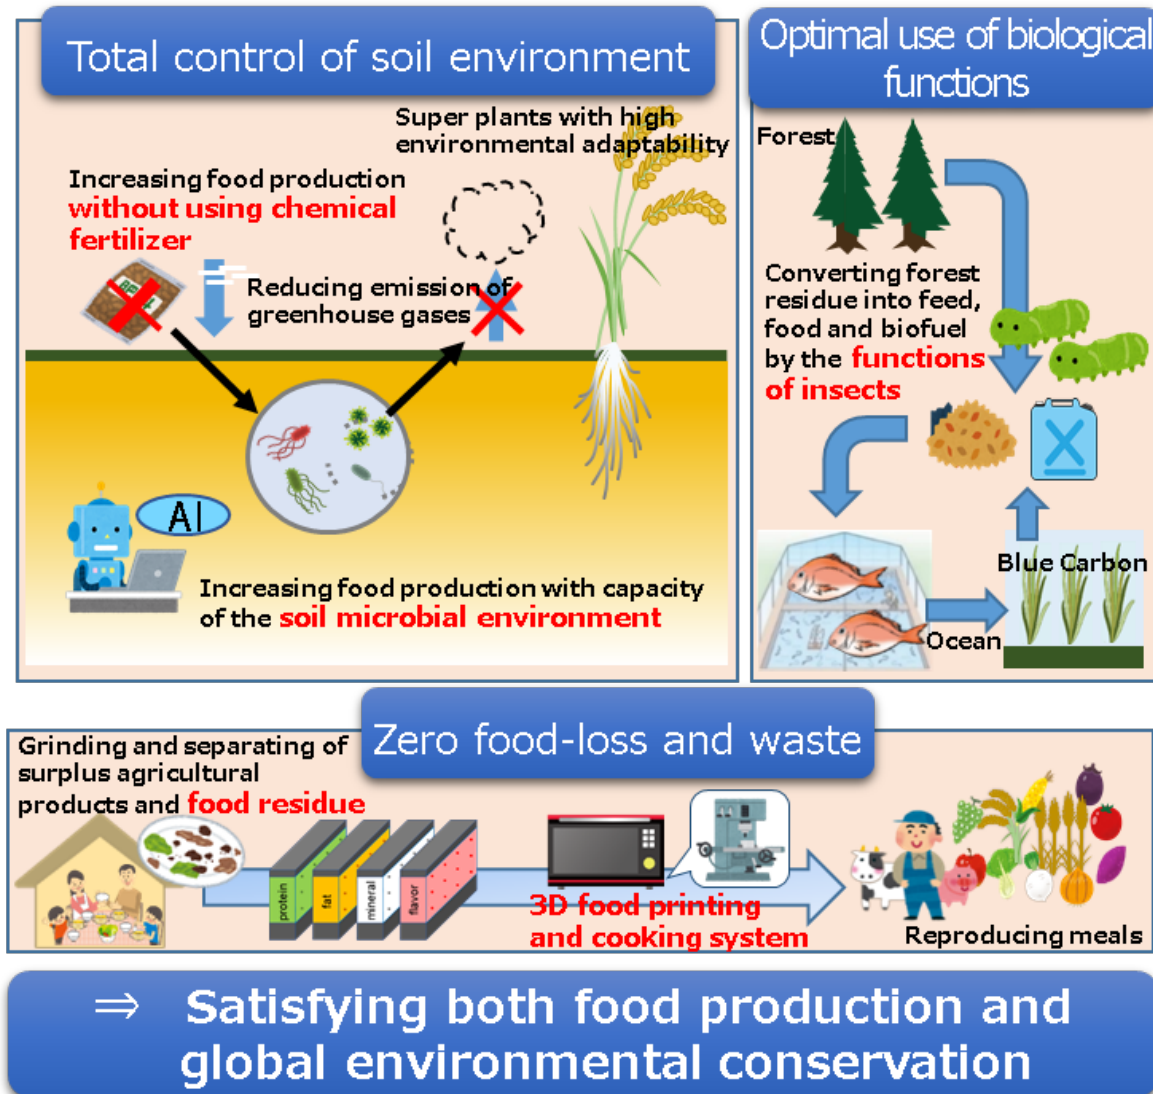 Total control of soil environment
Super plants with high
environmental adaptability
Increasing food production
without using chemical
fertilizer
Reducing emission of
greenhouse gases
AI
Increasing food production with capacity
of the soil microbial environment
Optimal use of biological
functions
Forest
Converting forest
residue into feed,
food and biofuel
by the functions
of insects
Blue Carbon
Ocean
Zero food-loss and waste
Grinding and separating of
surplus agricultural
products and food residue
protein
fat
mineral
flavor
3D food printing
and cooking system
Reproducing meals
⇒ Satisfying both food production and
global environmental conservation